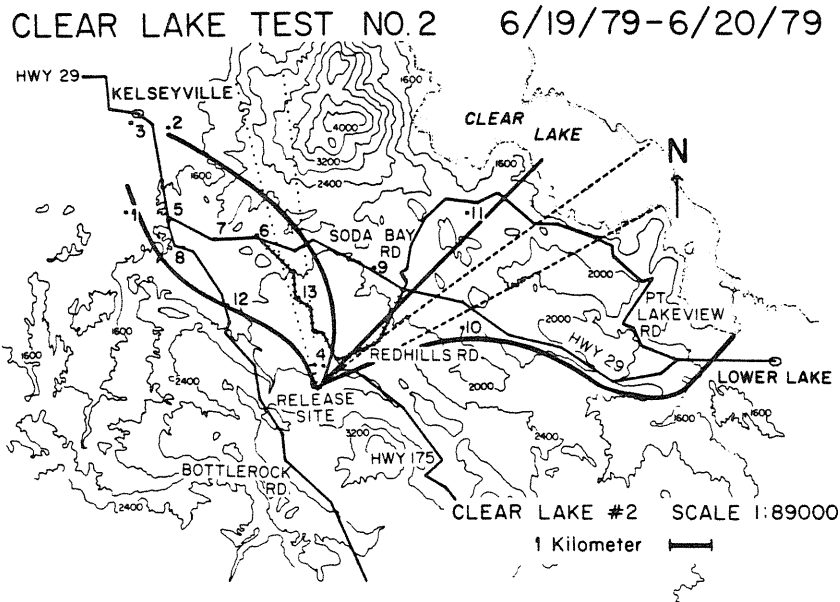 CLEAR LAKE TEST NO. 2 6/19/79-6/20/79
HWY 29
1600
KELSEYVILLE
3
2
4000
CLEAR
LAKE
N
3200
2400
1600
1600
1
5
7
6
SODA BAY
RD
11
8
9
2000
12
13
PT.
LAKEVIEW
RD
1600
2000
10
HWY 29
1600
4
REDHILLS RD.
2400
2000
LOWER LAKE
RELEASE
SITE
1600
1600
3200
2400
HWY 175
BOTTLEROCK
RD.
2400
CLEAR LAKE #2 SCALE 1:89000
1 Kilometer